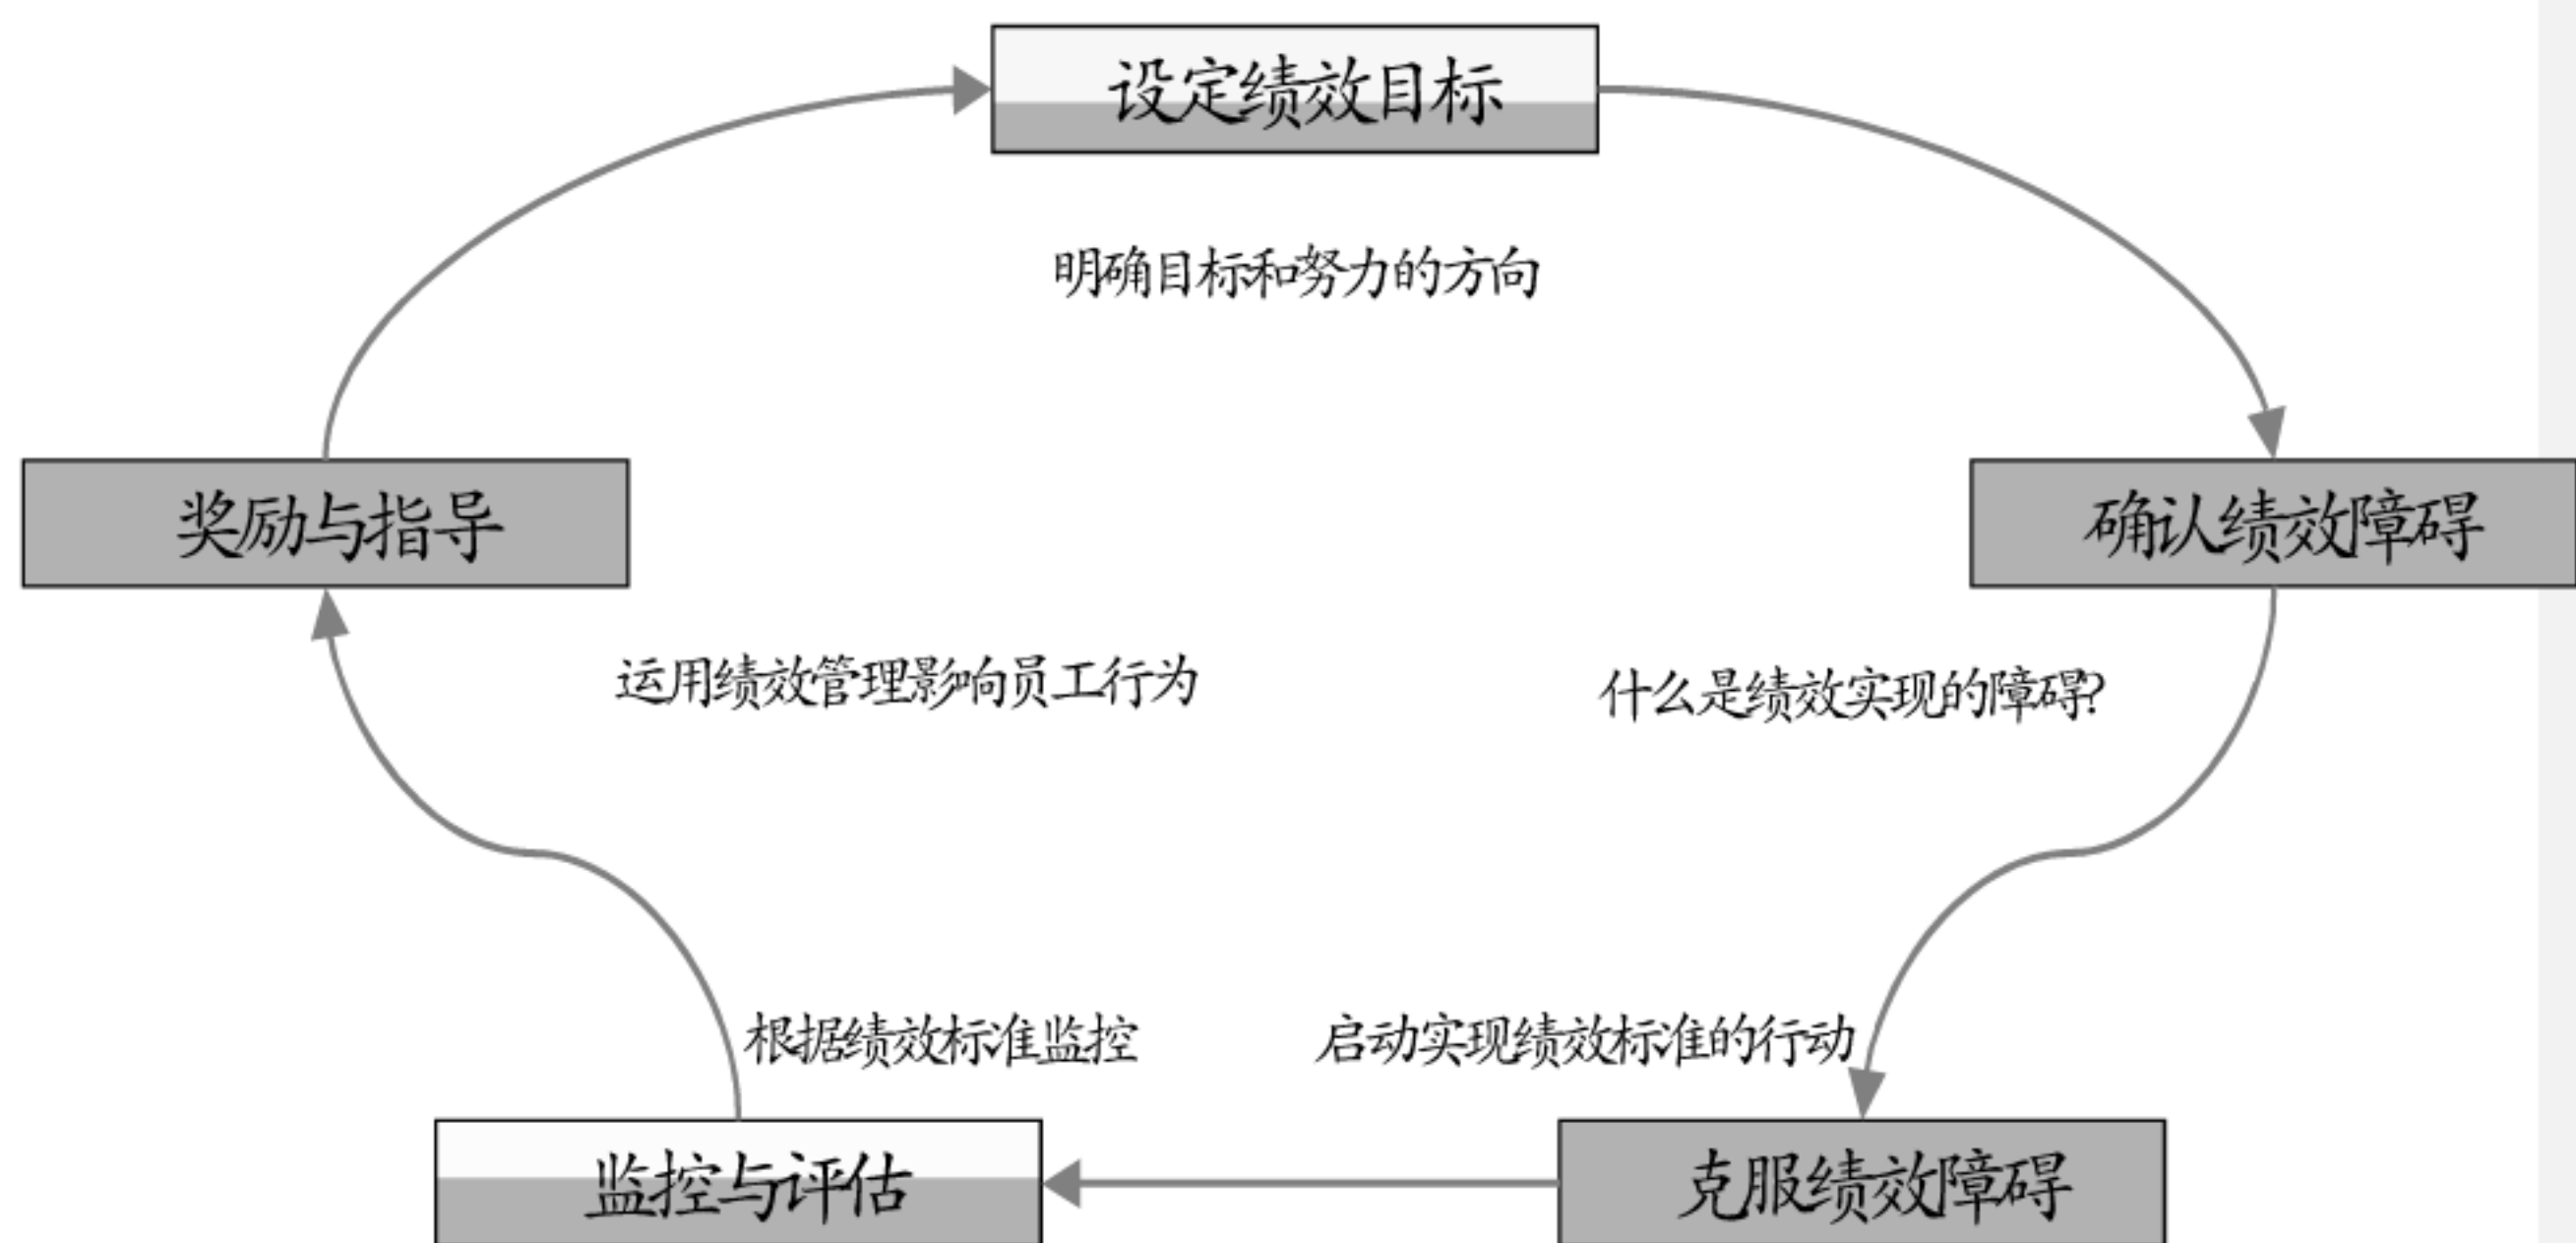 设定绩效目标
明确目标和努力的方向
奖励与指导
确认绩效障碍
运用绩效管理影响员工行为
什么是绩效实现的障碍?
根据绩效标准监控
启动实现绩效标准的行动
监控与评估
克服绩效障碍